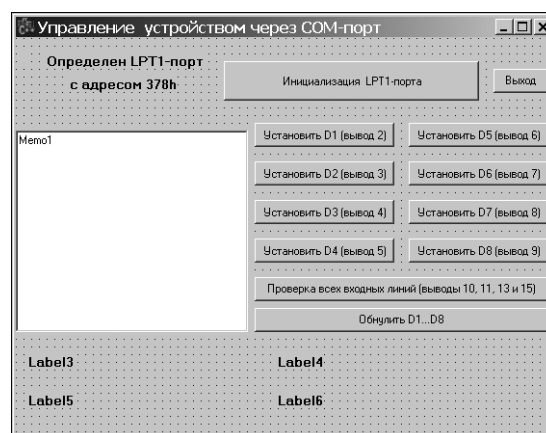 Управление устройством через COM-порт
Определен LPT1-порт
с адресом 378h
Инициализация LPT1-порта
Выход
Memo1
Установить D1 (вывод 2)
Установить D5 (вывод 6)
Установить D2 (вывод 3)
Установить D6 (вывод 7)
Установить D3 (вывод 4)
Установить D7 (вывод 8)
Установить D4 (вывод 5)
Установить D8 (вывод 9)
Проверка всех входных линий (выводы 10, 11, 13 и 15)
Обнулить D1...D8
Label3
Label4
Label5
Label6